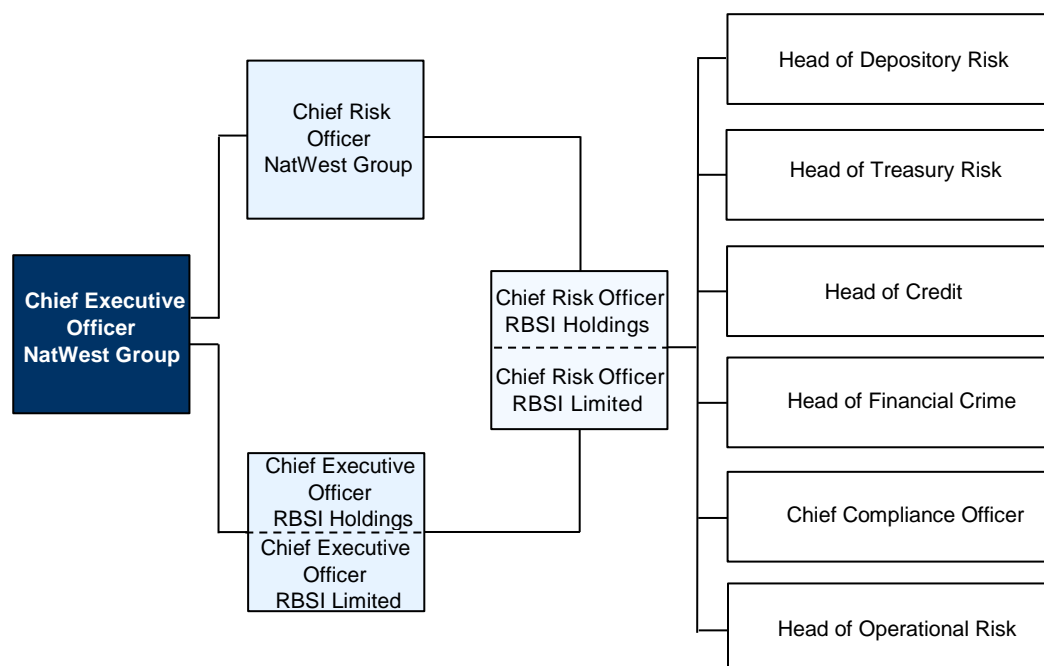 Chief Executive
Officer
NatWest Group
Chief Risk
Officer
NatWest Group
Chief Executive
Officer
RBSI Holdings
Chief Executive
Officer
RBSI Limited
Chief Risk Officer
RBSI Holdings
Chief Risk Officer
RBSI Limited
Head of Depository Risk
Head of Treasury Risk
Head of Credit
Head of Financial Crime
Chief Compliance Officer
Head of Operational Risk